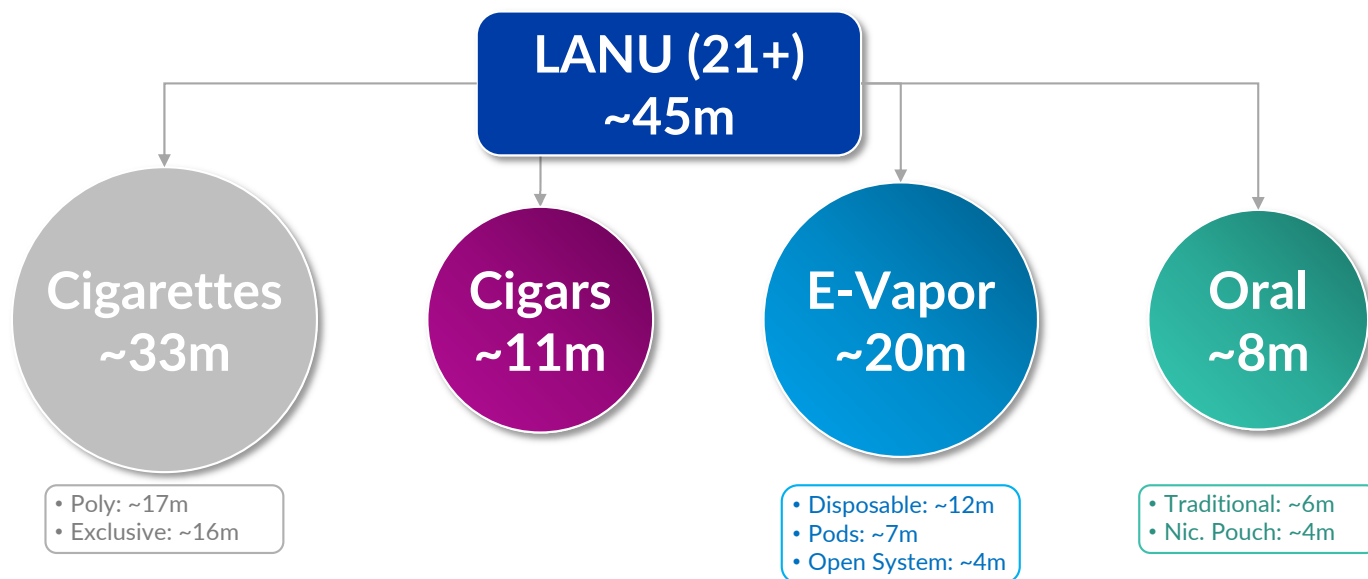 LANU (21+)
~45m
Cigarettes
~33m
Cigars
~11m
E-Vapor
~20m
Oral
~8m
• Poly: ~17m
• Exclusive: ~16m
• Disposable: ~12m
• Pods: ~7m
• Open System: ~4m
• Traditional: ~6m
• Nic. Pouch: ~4m